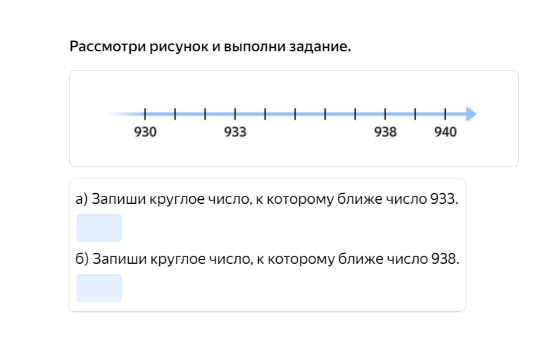 Рассмотри рисунок и выполни задание.
930 933 938 940
а) Запиши круглое число, к которому ближе число 933.
б) Запиши круглое число, к которому ближе число 938.